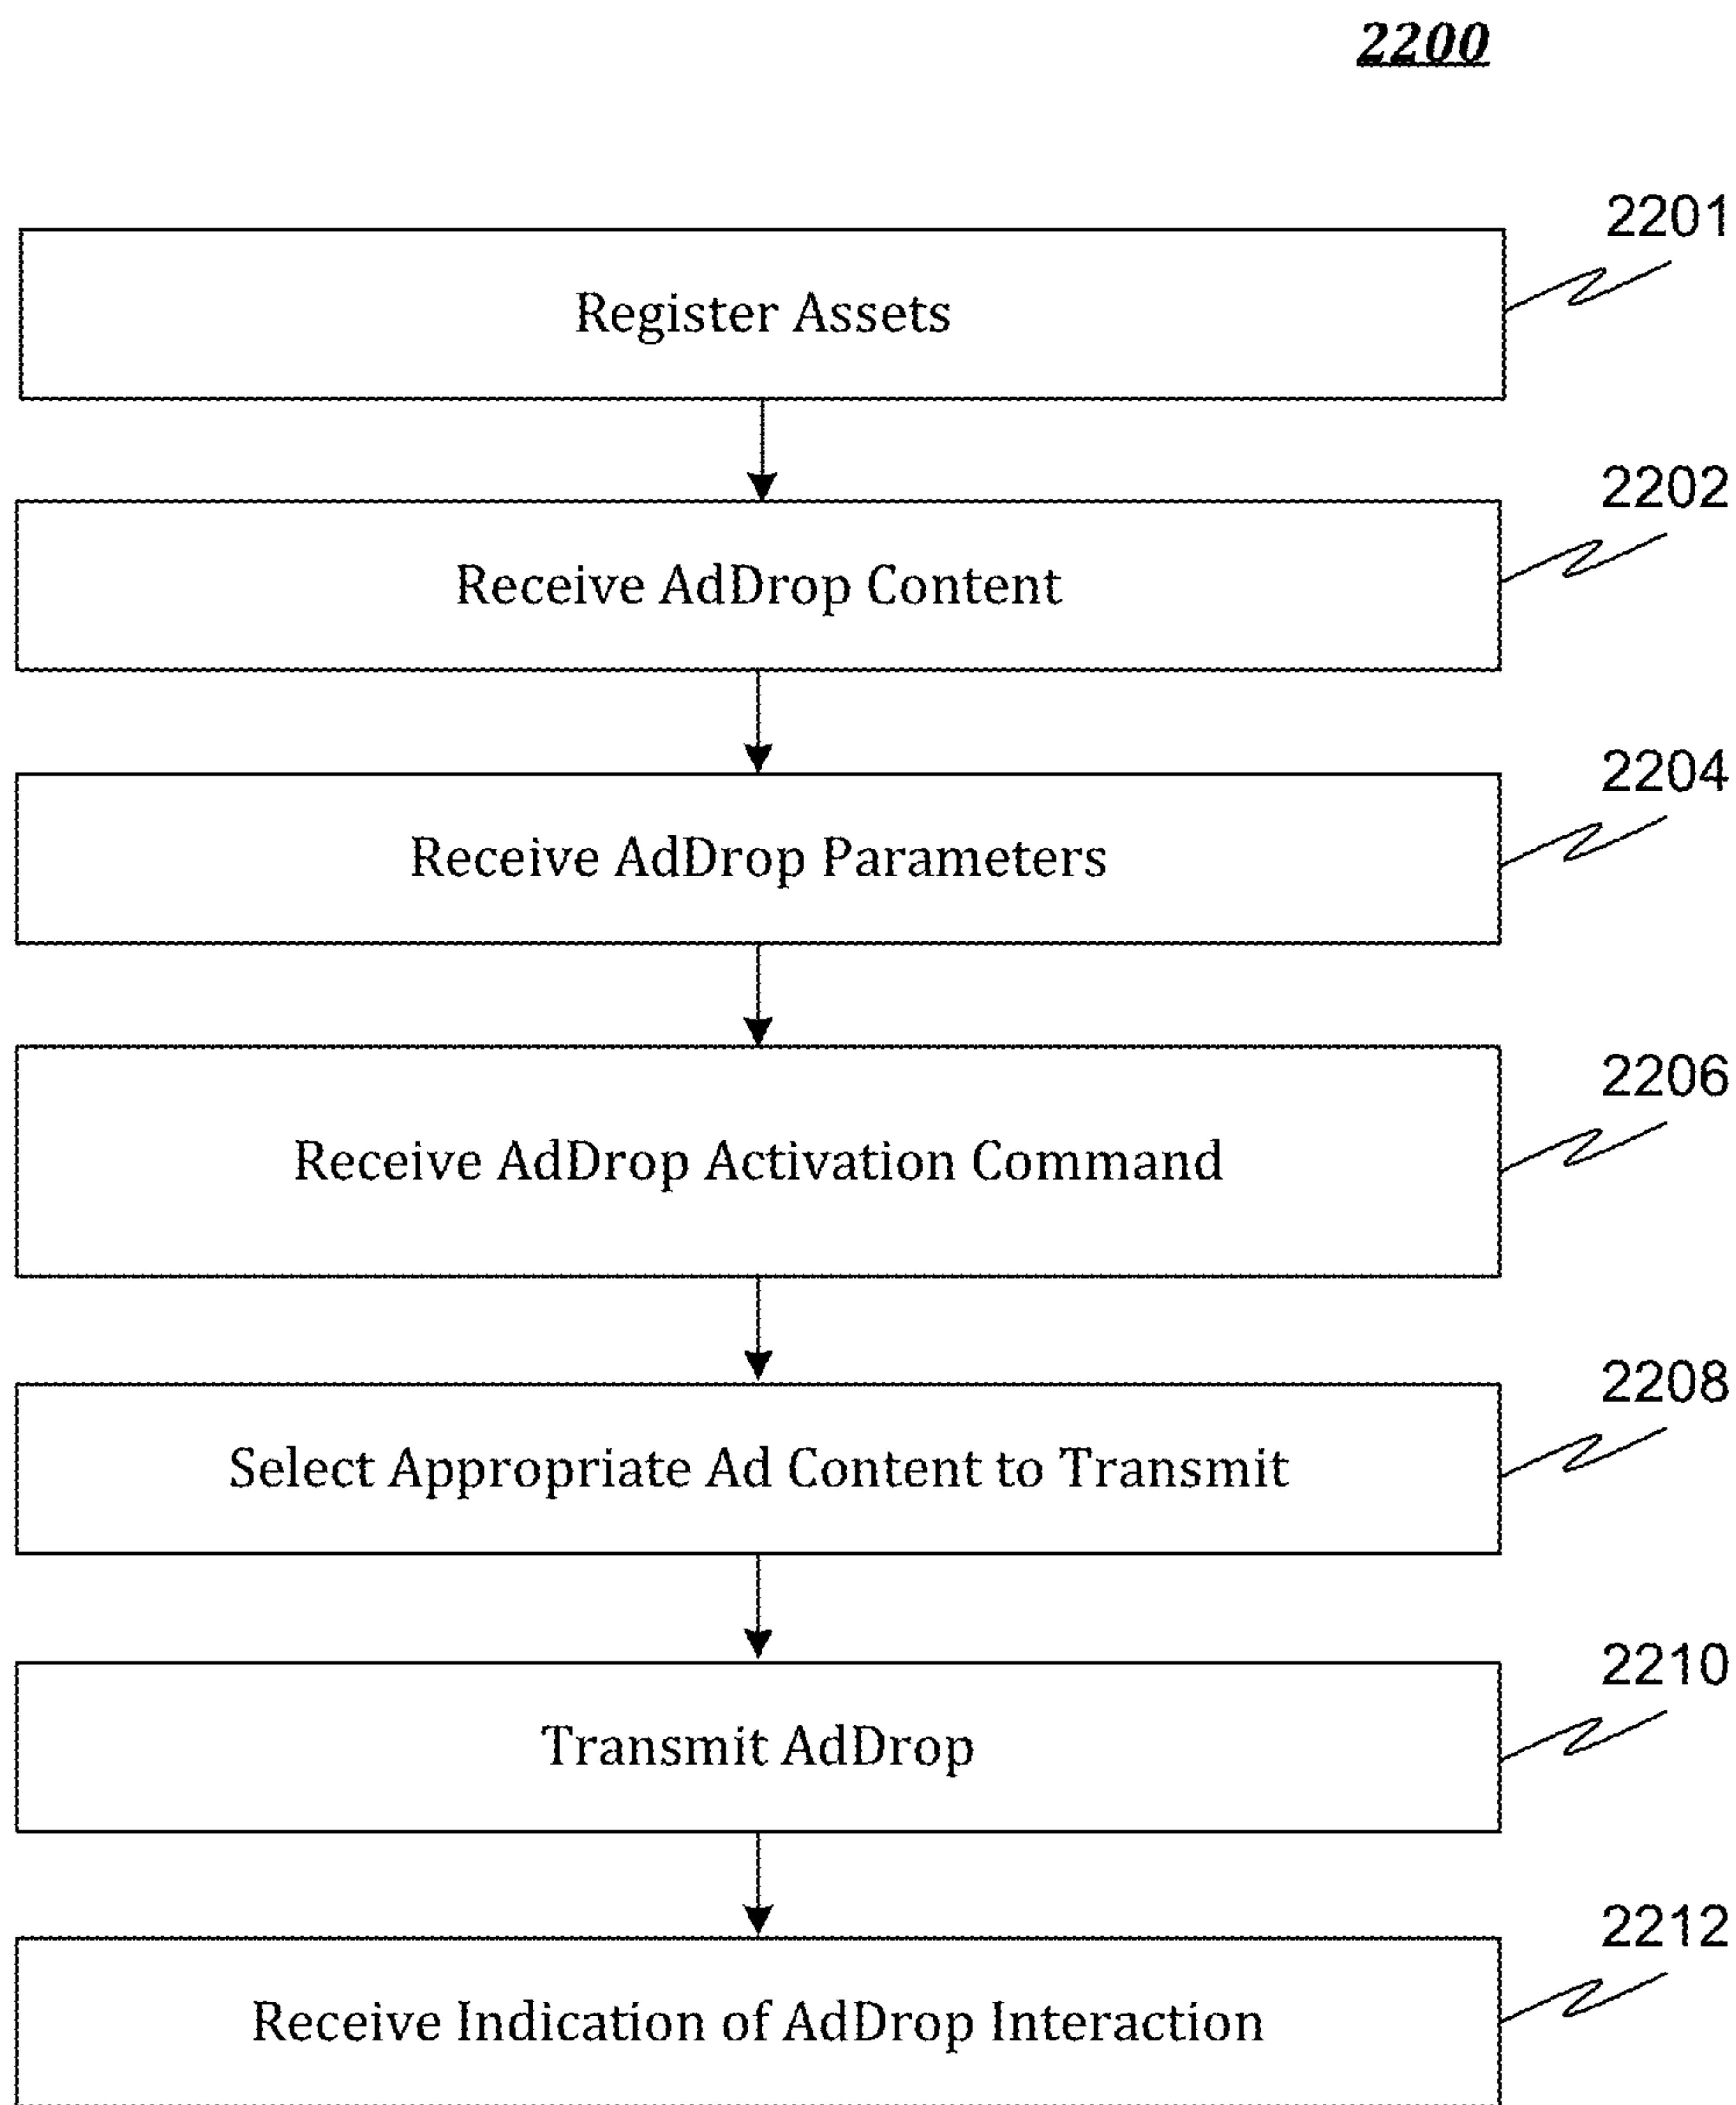 2200
2201
Register Assets
2202
Receive AdDrop Content
2204
Receive AdDrop Parameters
2206
Receive AdDrop Activation Command
2208
Select Appropriate Ad Content to Transmit
2210
Transmit AdDrop
2212
Receive Indication of AdDrop Interaction